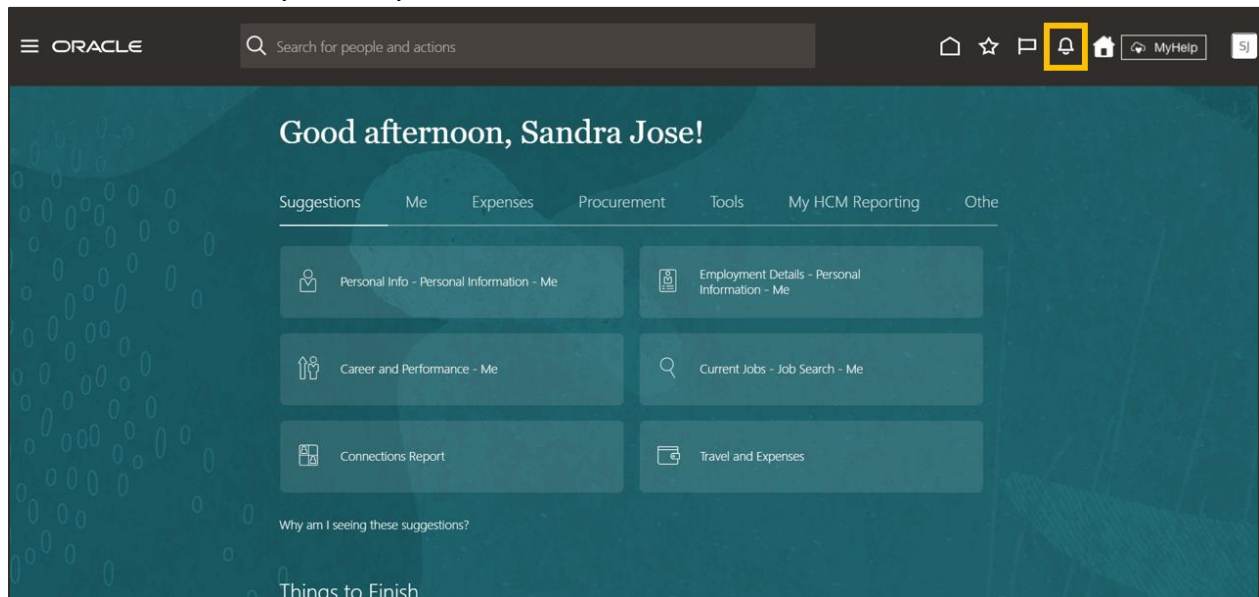 ORACLE
Search for people and actions
MyHelp
SJ
Good afternoon, Sandra Jose!
Suggestions Me Expenses Procurement Tools My HCM Reporting Othe
Personal Info - Personal Information - Me
Employment Details - Personal
Information - Me
Career and Performance - Me
Current Jobs - Job Search - Me
Connections Report
Travel and Expenses
Why am I seeing these suggestions?
Things to Finish